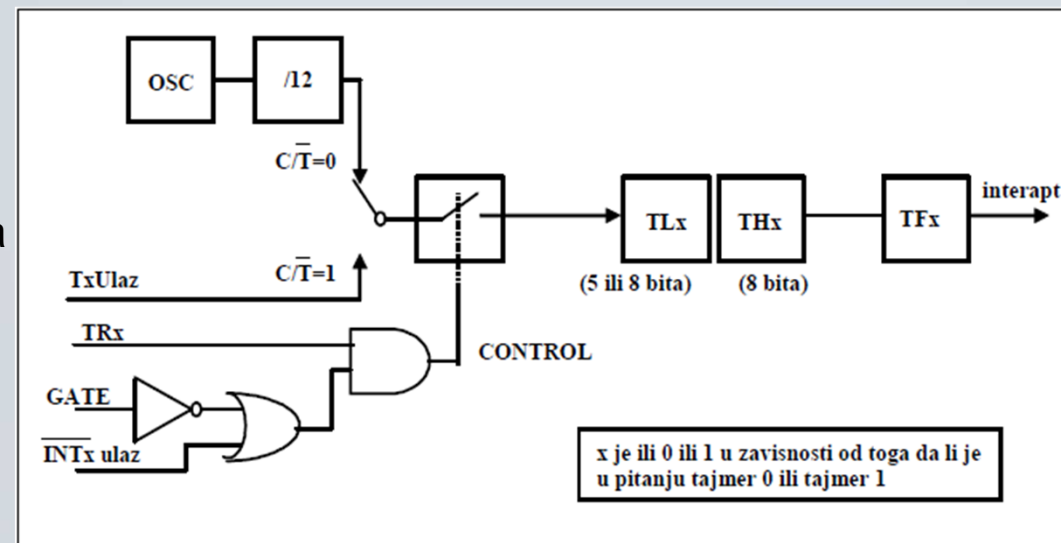 OSC
/12
C/T̅=0
TLx
THx
TFx
interapt
a
TxUlaz
C/T̅=1
(5 ili 8 bita)
(8 bita)
TRx
CONTROL
GATE
I̅N̅T̅x ulaz
x je ili 0 ili 1 u zavisnosti od toga da li je
u pitanju tajmer 0 ili tajmer 1